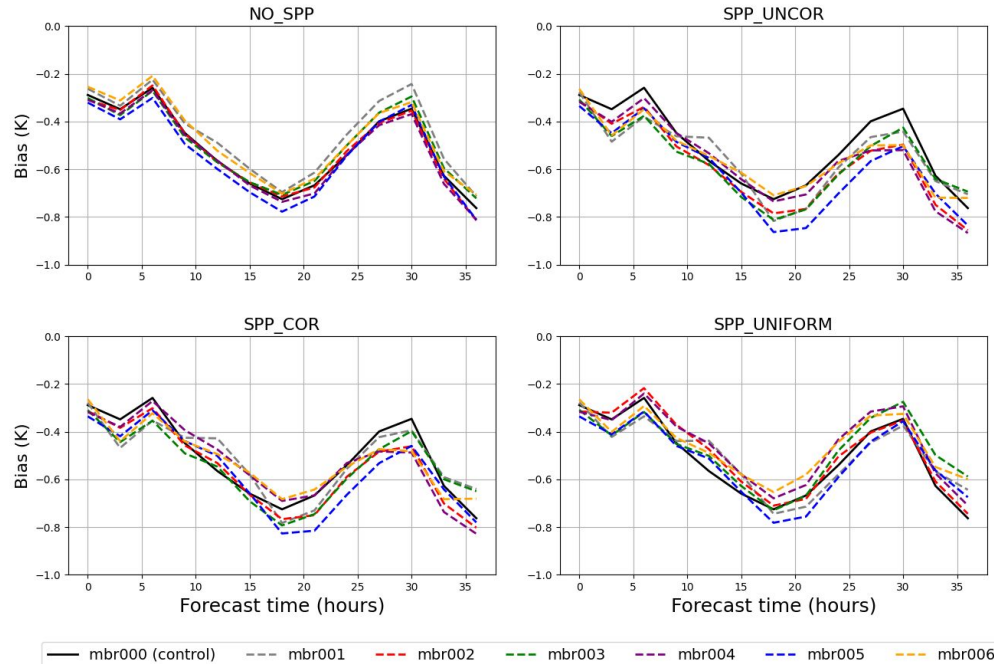 NO_SPP
SPP_UNCOR
0.0
−0.2
−0.4
−0.6
−0.8
−1.0
Bias (K)
0 5 10 15 20 25 30 35
0.0
−0.2
−0.4
−0.6
−0.8
−1.0
0 5 10 15 20 25 30 35
SPP_COR
SPP_UNIFORM
0.0
−0.2
−0.4
−0.6
−0.8
−1.0
Bias (K)
0 5 10 15 20 25 30 35
Forecast time (hours)
0.0
−0.2
−0.4
−0.6
−0.8
−1.0
0 5 10 15 20 25 30 35
Forecast time (hours)
mbr000 (control) mbr001 mbr002 mbr003 mbr004 mbr005 mbr006